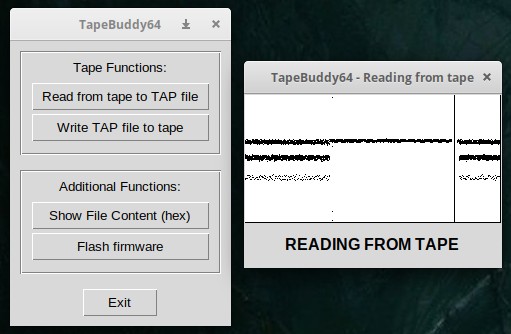 TapeBuddy64
Tape Functions:
Read from tape to TAP file
Write TAP file to tape
Additional Functions:
Show File Content (hex)
Flash firmware
Exit
TapeBuddy64 - Reading from tape
READING FROM TAPE